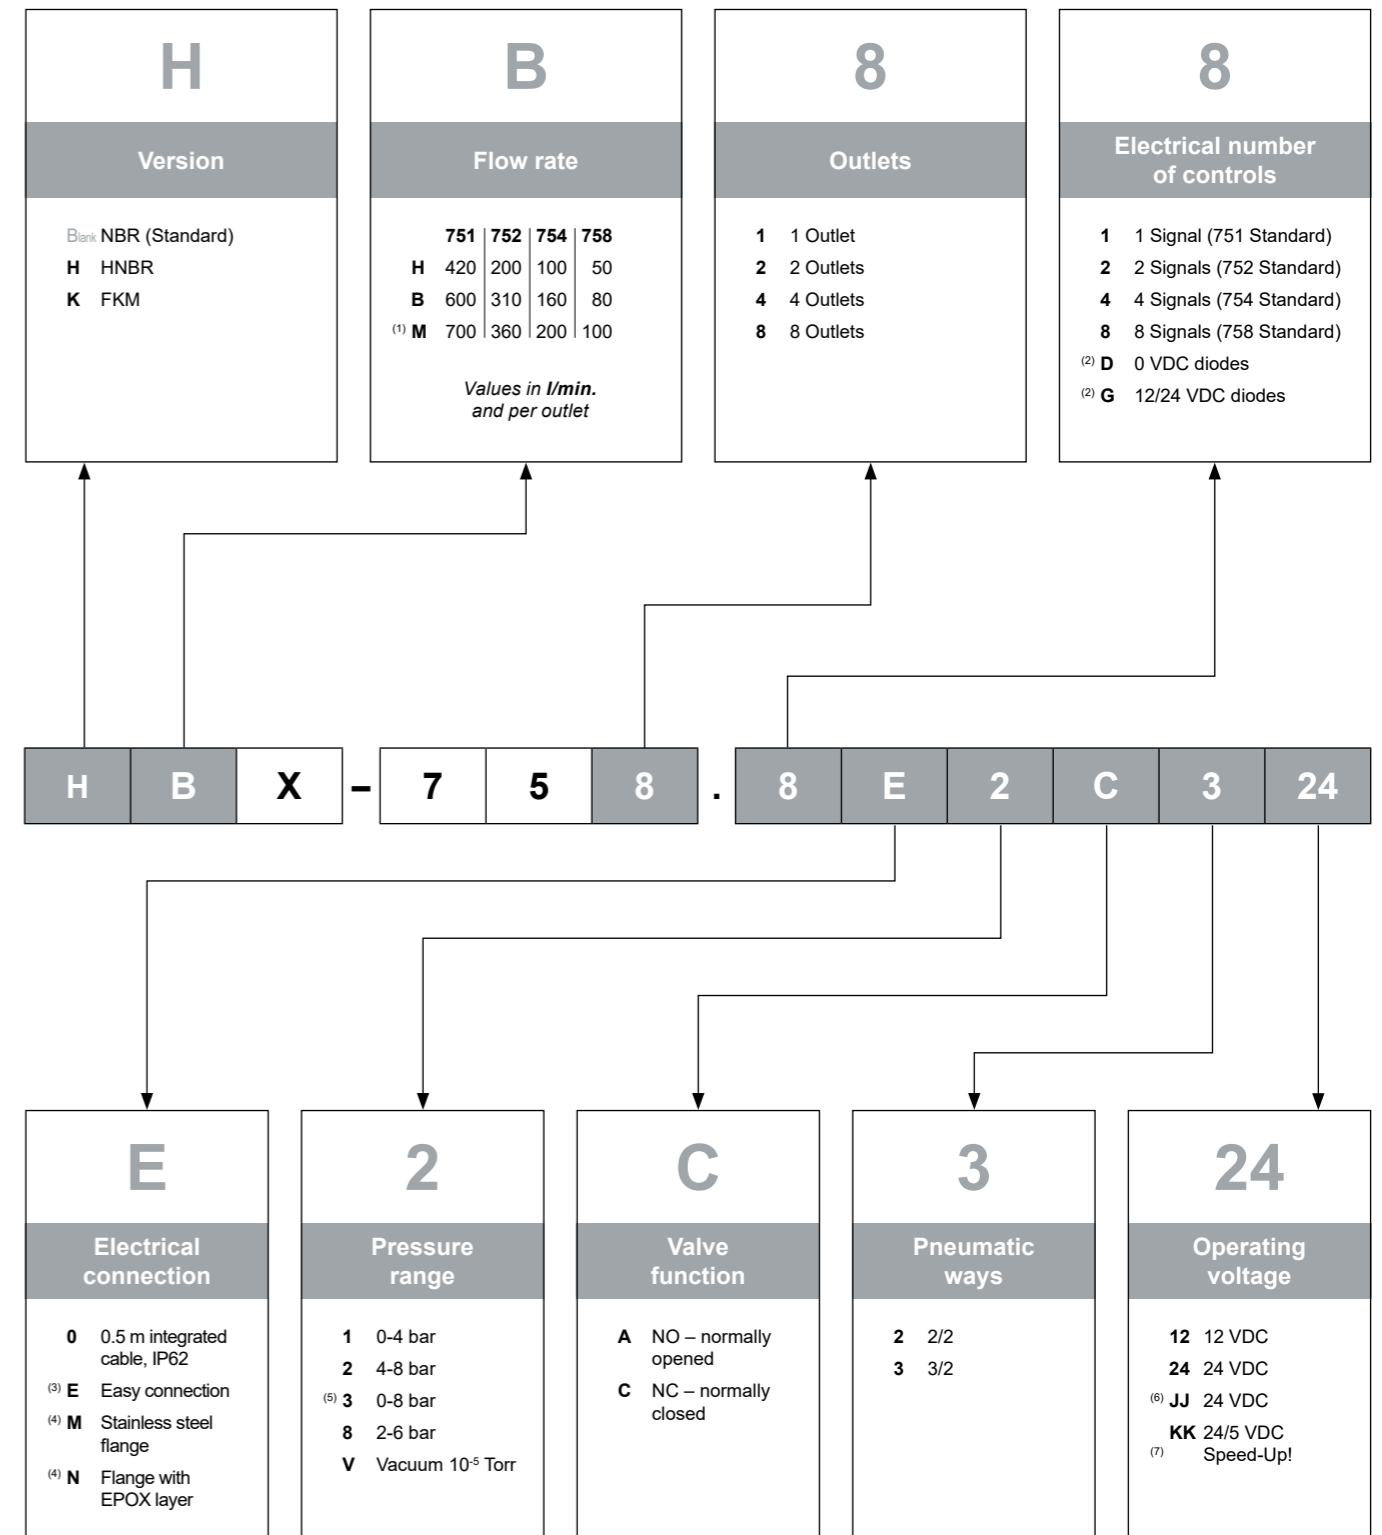 H
Version
Blank NBR (Standard)
H HNBR
K FKM
B
Flow rate
751 752 754 758
H 420 200 100 50
B 600 310 160 80
(1) M 700 360 200 100
Values in l/min.
and per outlet
8
Outlets
1 1 Outlet
2 2 Outlets
4 4 Outlets
8 8 Outlets
8
Electrical number
of controls
1 1 Signal (751 Standard)
2 2 Signals (752 Standard)
4 4 Signals (754 Standard)
8 8 Signals (758 Standard)
(2) D 0 VDC diodes
(2) G 12/24 VDC diodes
H B X – 7 5 8 . 8 E 2 C 3 24
E
Electrical
connection
0 0.5 m integrated
cable, IP62
(3) E Easy connection
(4) M Stainless steel
flange
(4) N Flange with
EPOX layer
2
Pressure
range
1 0-4 bar
2 4-8 bar
(5) 3 0-8 bar
8 2-6 bar
V Vacuum 10-5 Torr
C
Valve
function
A NO – normally
opened
C NC – normally
closed
3
Pneumatic
ways
2 2/2
3 3/2
24
Operating
voltage
12 12 VDC
24 24 VDC
(6) JJ 24 VDC
KK 24/5 VDC
(7) Speed-Up!